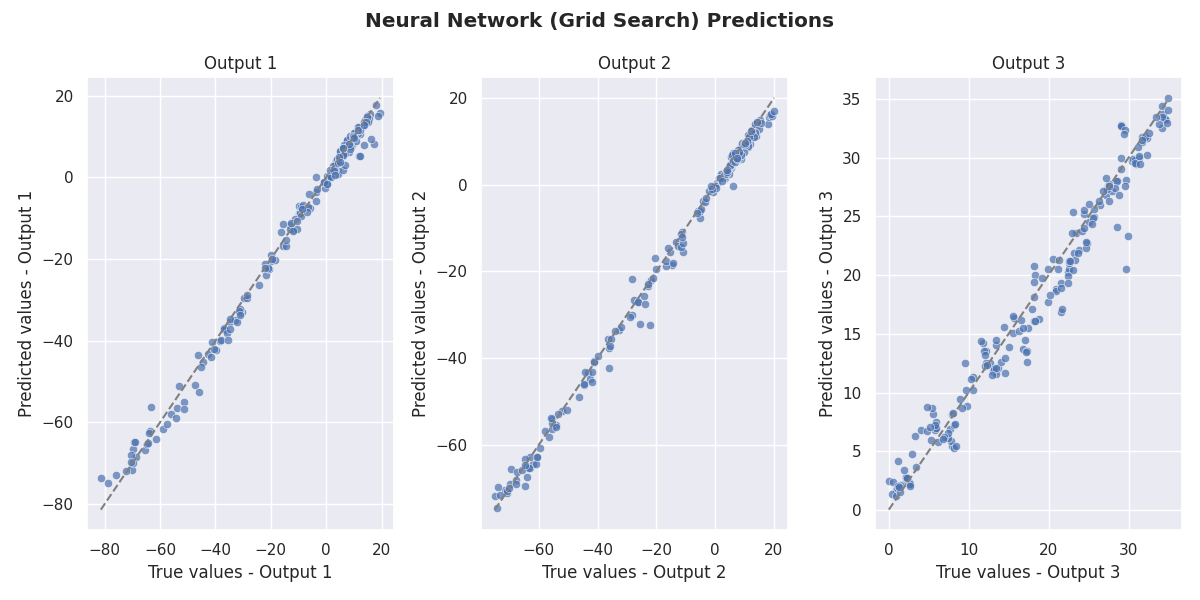 Neural Network (Grid Search) Predictions
Output 1
Output 2
Output 3
Predicted values - Output 1
20
0
−20
−40
−60
−80
−80 −60 −40 −20 0 20
True values - Output 1
Predicted values - Output 2
20
0
−20
−40
−60
−60 −40 −20 0 20
True values - Output 2
Predicted values - Output 3
35
30
25
20
15
10
5
0
0 10 20 30
True values - Output 3